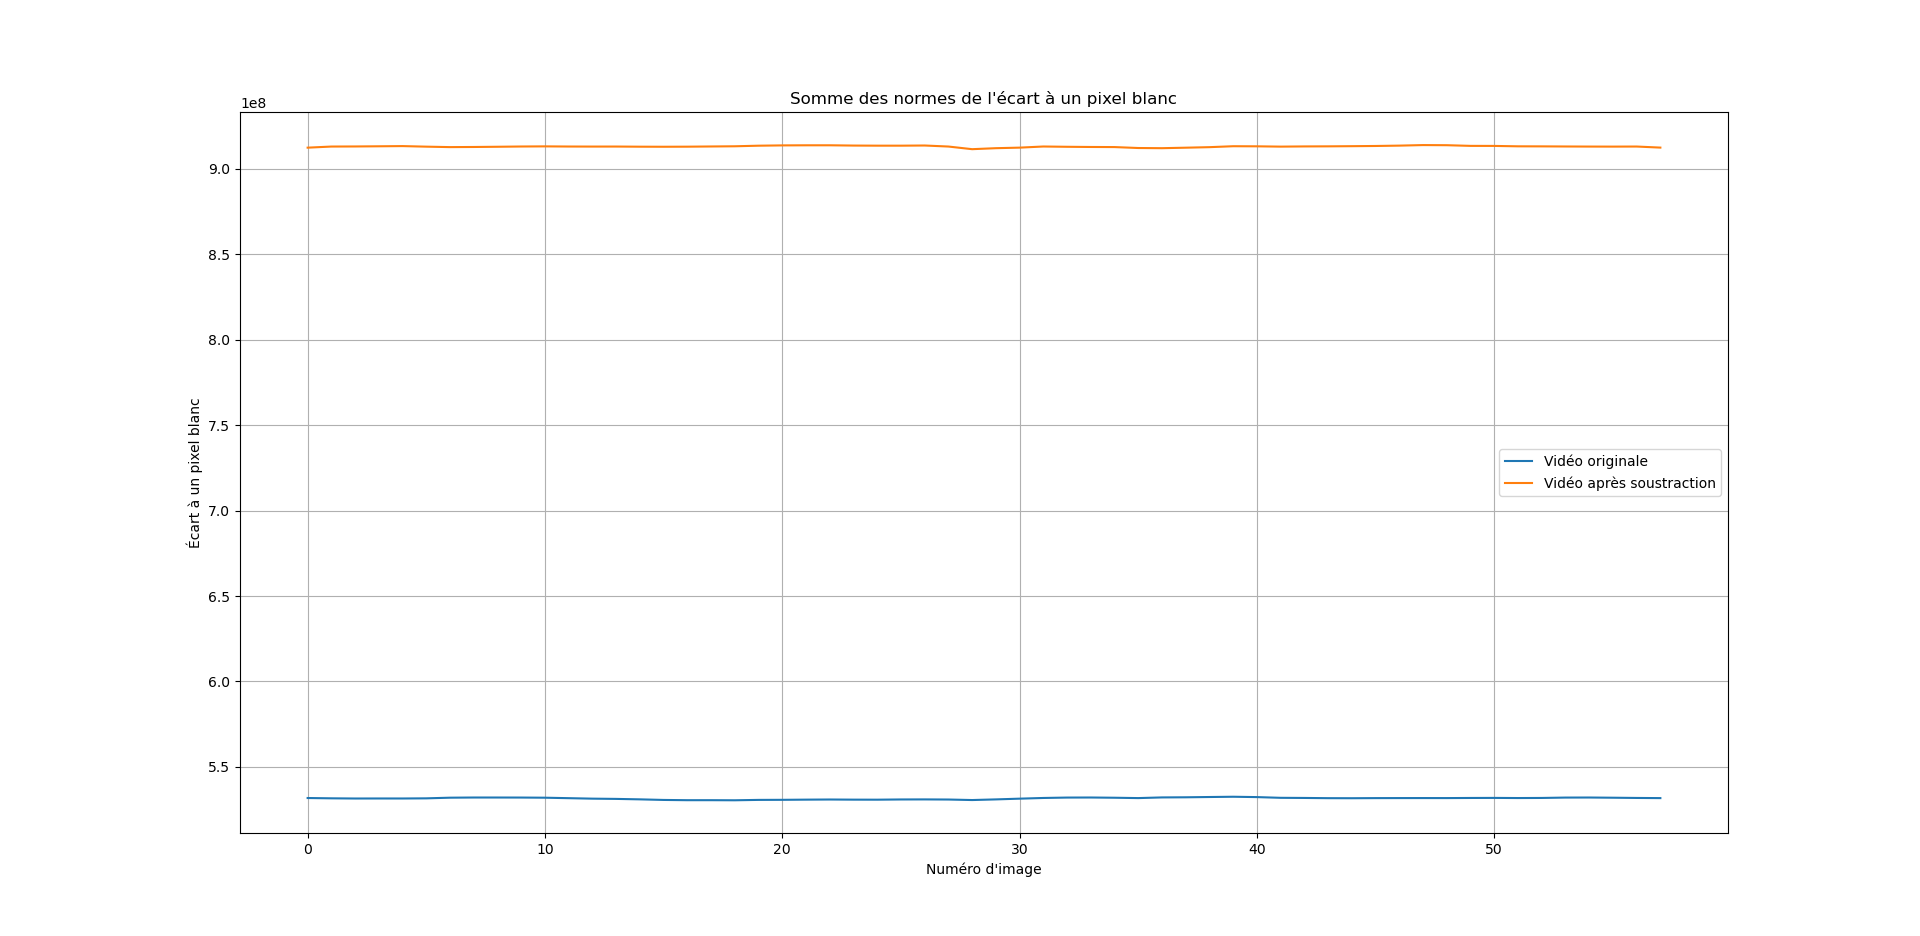 Somme des normes de l'écart à un pixel blanc
1e8
9.0
8.5
8.0
7.5
7.0
6.5
6.0
5.5
Écart à un pixel blanc
Vidéo originale
Vidéo après soustraction
0 10 20 30 40 50
Numéro d'image